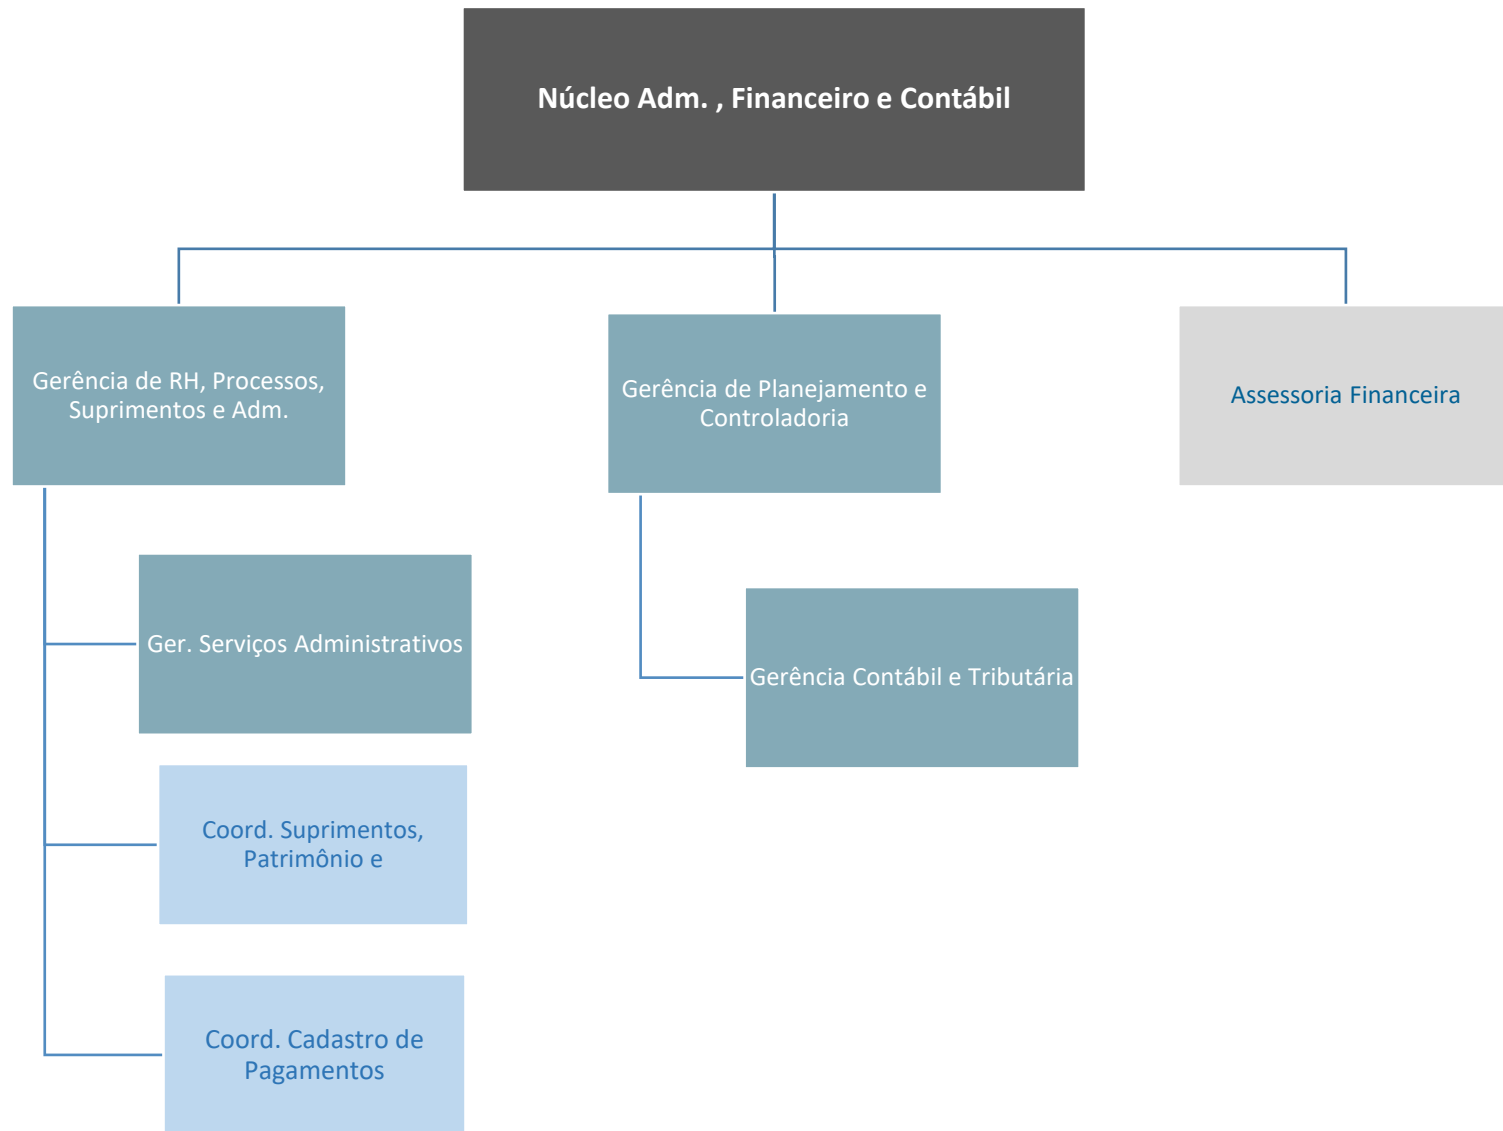 Núcleo Adm. , Financeiro e Contábil
Gerência de RH, Processos,
Suprimentos e Adm.
Gerência de Planejamento e
Controladoria
Assessoria Financeira
Ger. Serviços Administrativos
Gerência Contábil e Tributária
Coord. Suprimentos,
Patrimônio e
Coord. Cadastro de
Pagamentos